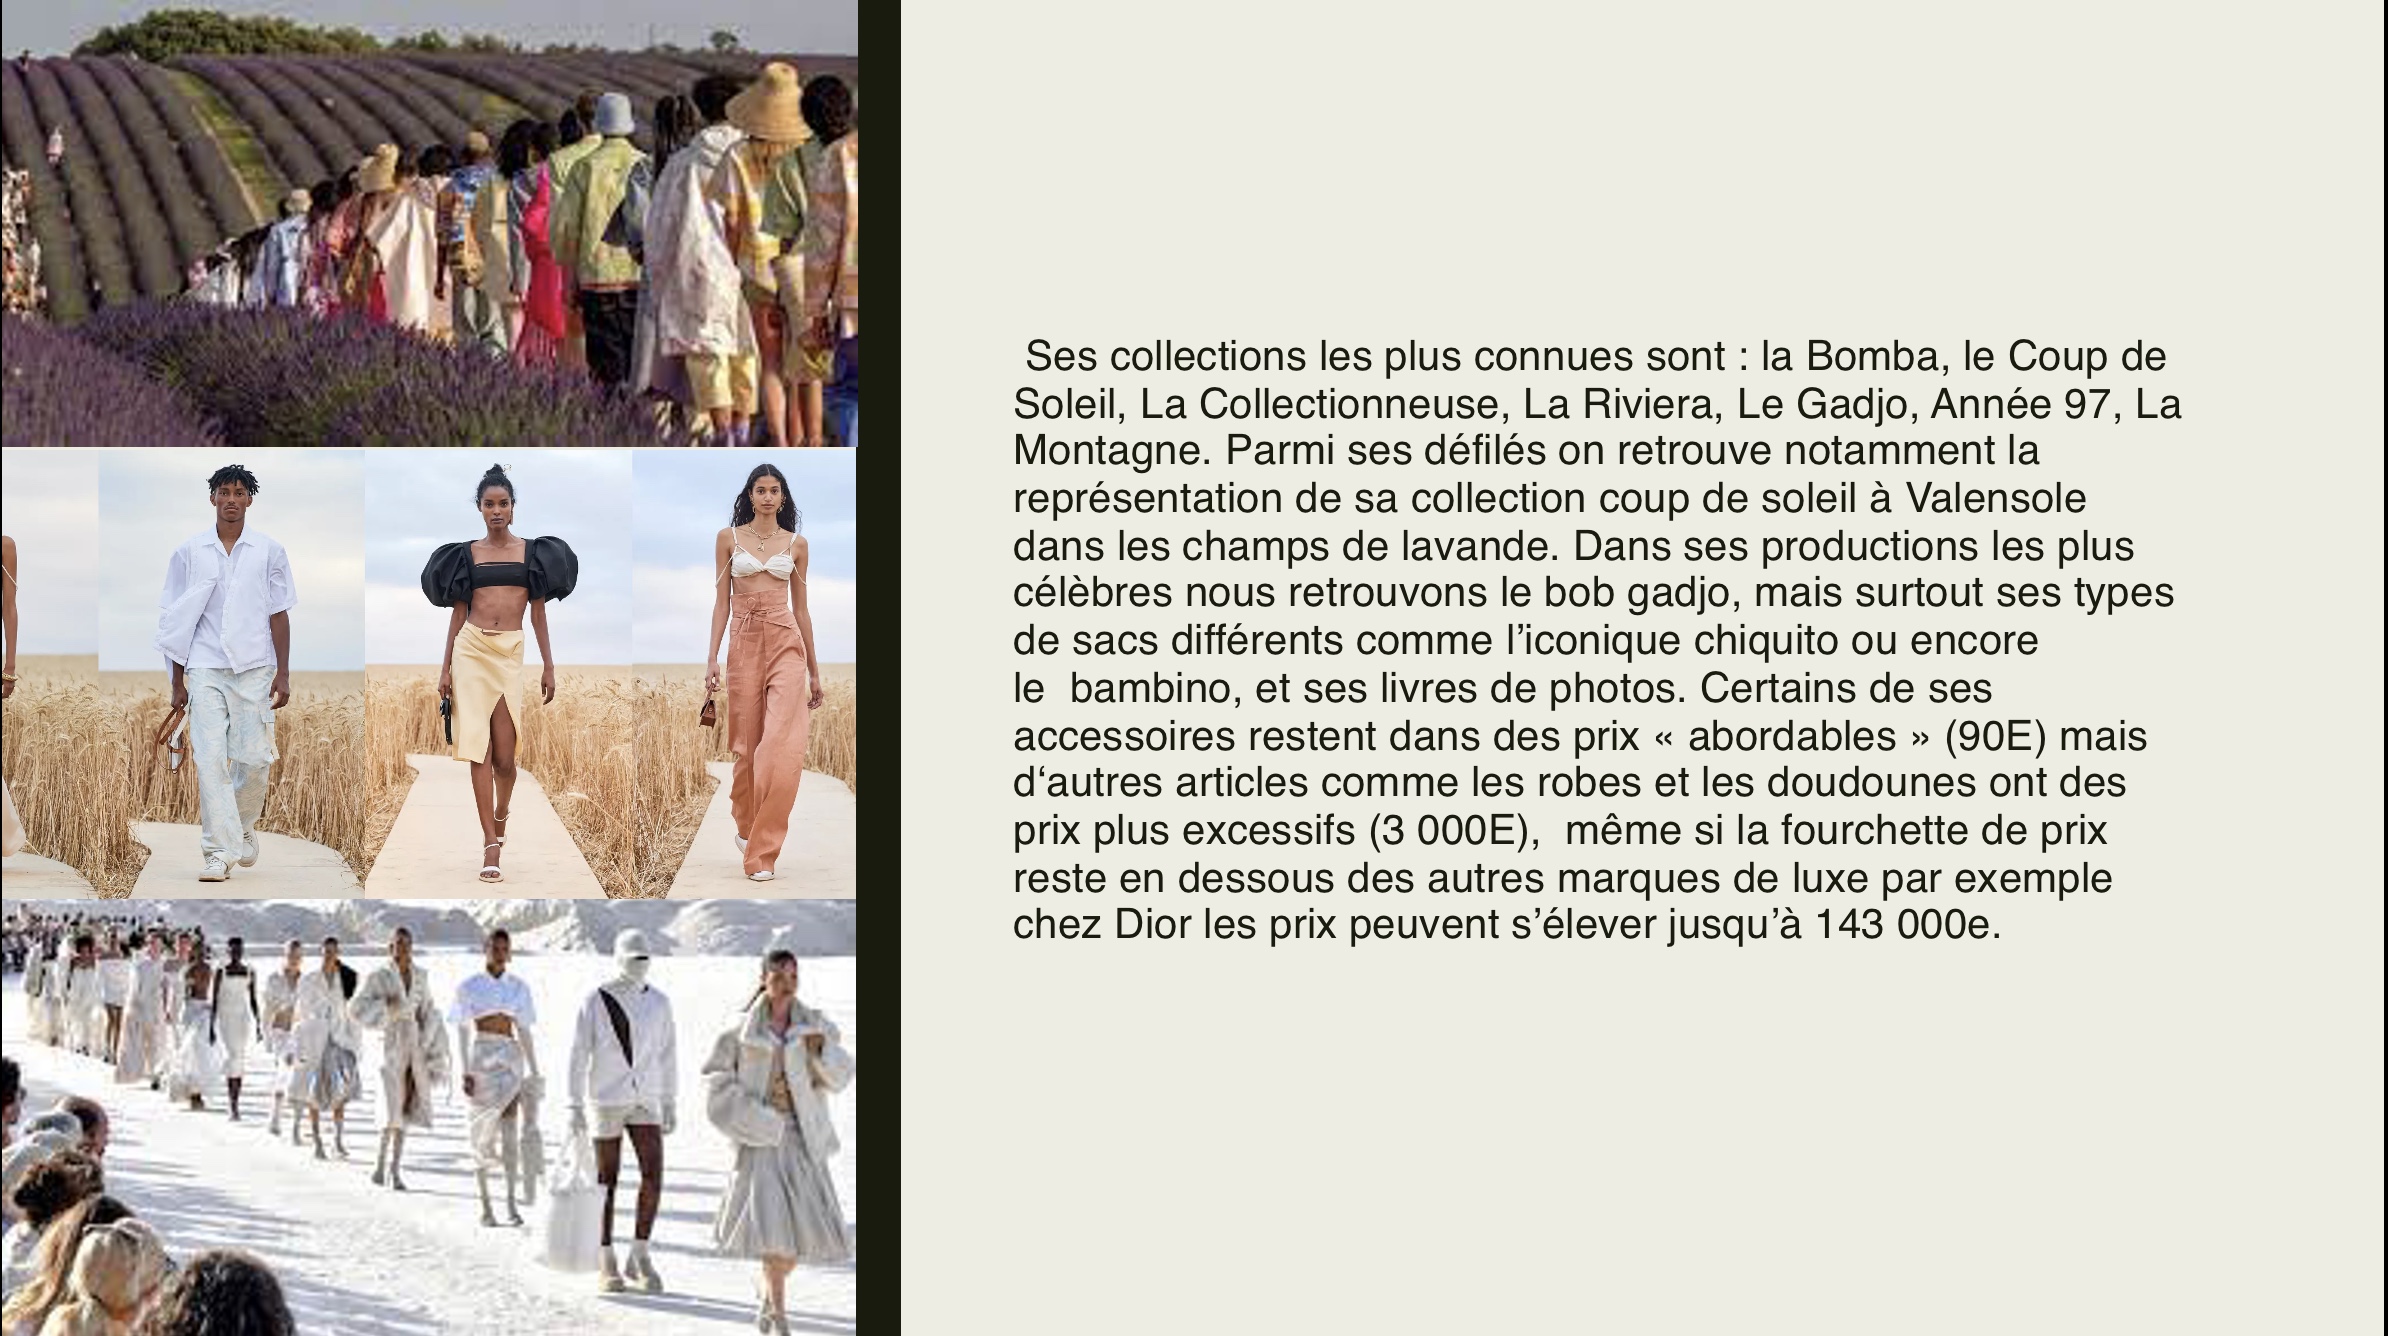 Ses collections les plus connues sont : la Bomba, le Coup de
Soleil, La Collectionneuse, La Riviera, Le Gadjo, Année 97, La
Montagne. Parmi ses défilés on retrouve notamment la
représentation de sa collection coup de soleil à Valensole
dans les champs de lavande. Dans ses productions les plus
célèbres nous retrouvons le bob gadjo, mais surtout ses types
de sacs différents comme l’iconique chiquito ou encore
le  bambino, et ses livres de photos. Certains de ses
accessoires restent dans des prix « abordables » (90E) mais
d‘autres articles comme les robes et les doudounes ont des
prix plus excessifs (3 000E),  même si la fourchette de prix
reste en dessous des autres marques de luxe par exemple
chez Dior les prix peuvent s’élever jusqu’à 143 000e.